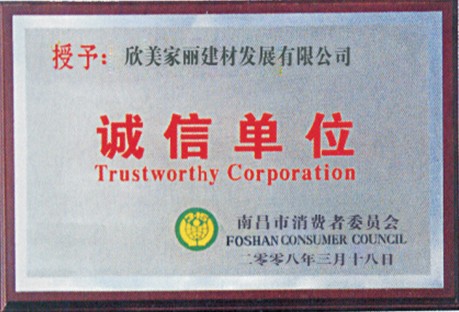 授予：欣美家丽建材发展有限公司
诚信单位
Trustworthy Corporation
南昌市消费者委员会
FOSHAN CONSUMER COUNCIL
二零零八年三月十八日